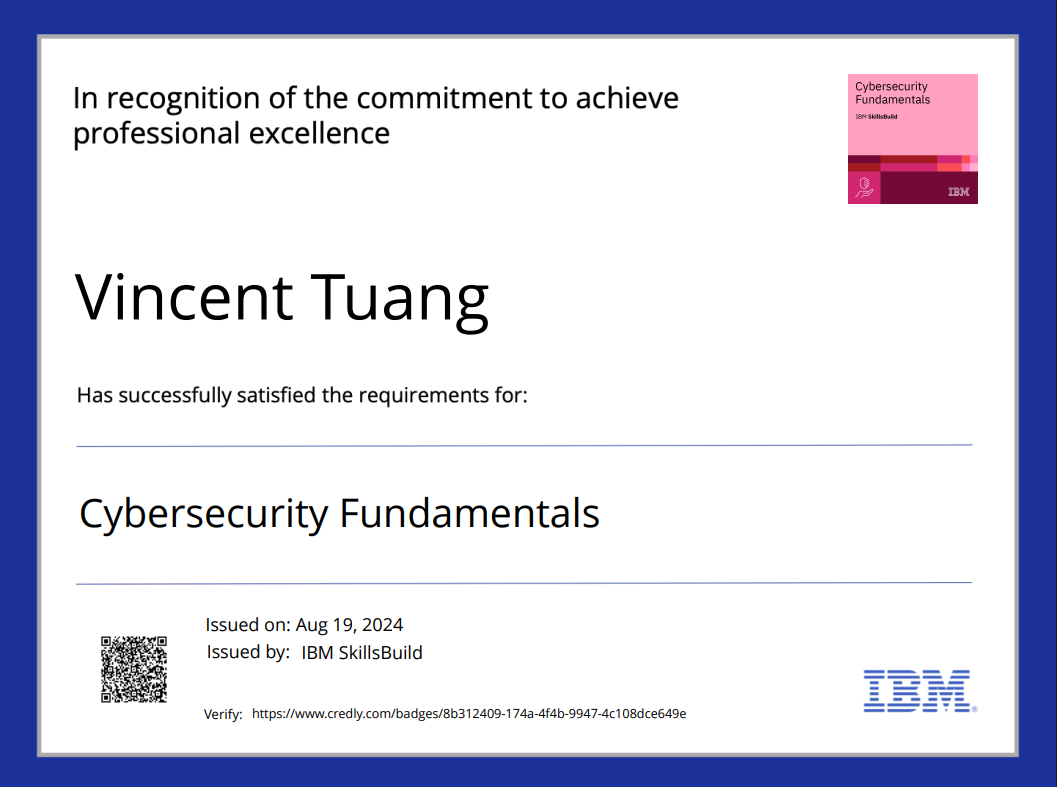 In recognition of the commitment to achieve
professional excellence
Cybersecurity
Fundamentals
IBM SkillsBuild
IBM
Vincent Tuang
Has successfully satisfied the requirements for:
Cybersecurity Fundamentals
Issued on: Aug 19, 2024
Issued by: IBM SkillsBuild
Verify: https://www.credly.com/badges/8b312409-174a-4f4b-9947-4c108dce649e
IBM®